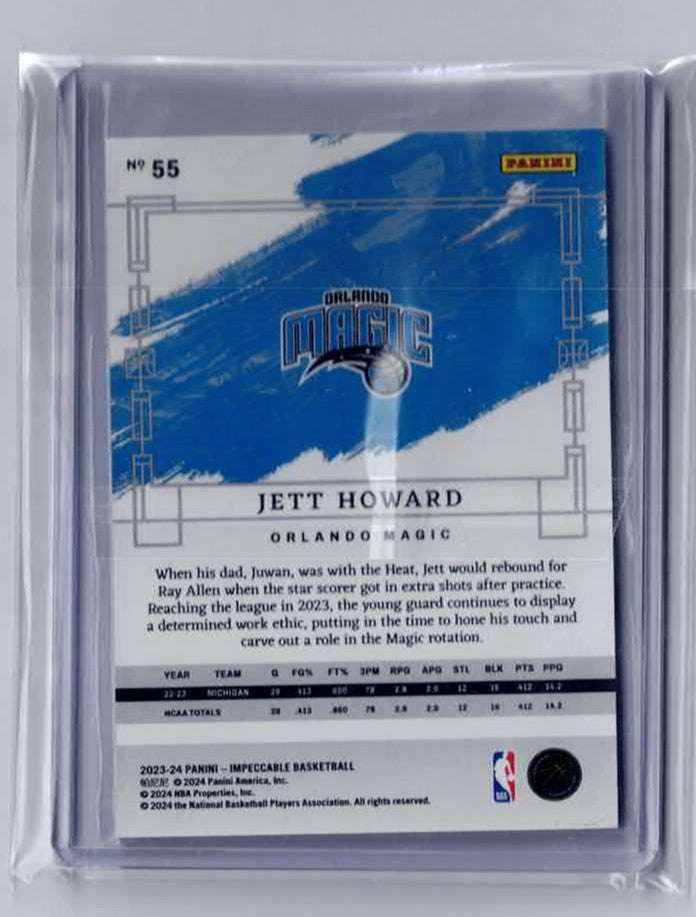 Nº 55
PANINI
ORLANDO
MAGIC
JETT HOWARD
ORLANDO MAGIC
When his dad, Juwan, was with the Heat, Jett would rebound for
Ray Allen when the star scorer got in extra shots after practice.
Reaching the league in 2023, the young guard continues to display
a determined work ethic, putting in the time to hone his touch and
carve out a role in the Magic rotation.
YEAR TEAM G FG% FT% 3PM RPG APG STL BLK PTS PPG
22-23 MICHIGAN 29 .413 .800 78 2.8 2.0 12 412 14.2
NCAA TOTALS .413 .800 78 2.8 2.0 12 412 14.2
2023-24 PANINI – IMPECCABLE BASKETBALL
帕尼尼 © 2024 Panini America, Inc.
© 2024 NBA Properties, Inc.
© 2024 the National Basketball Players Association. All rights reserved.
NBA